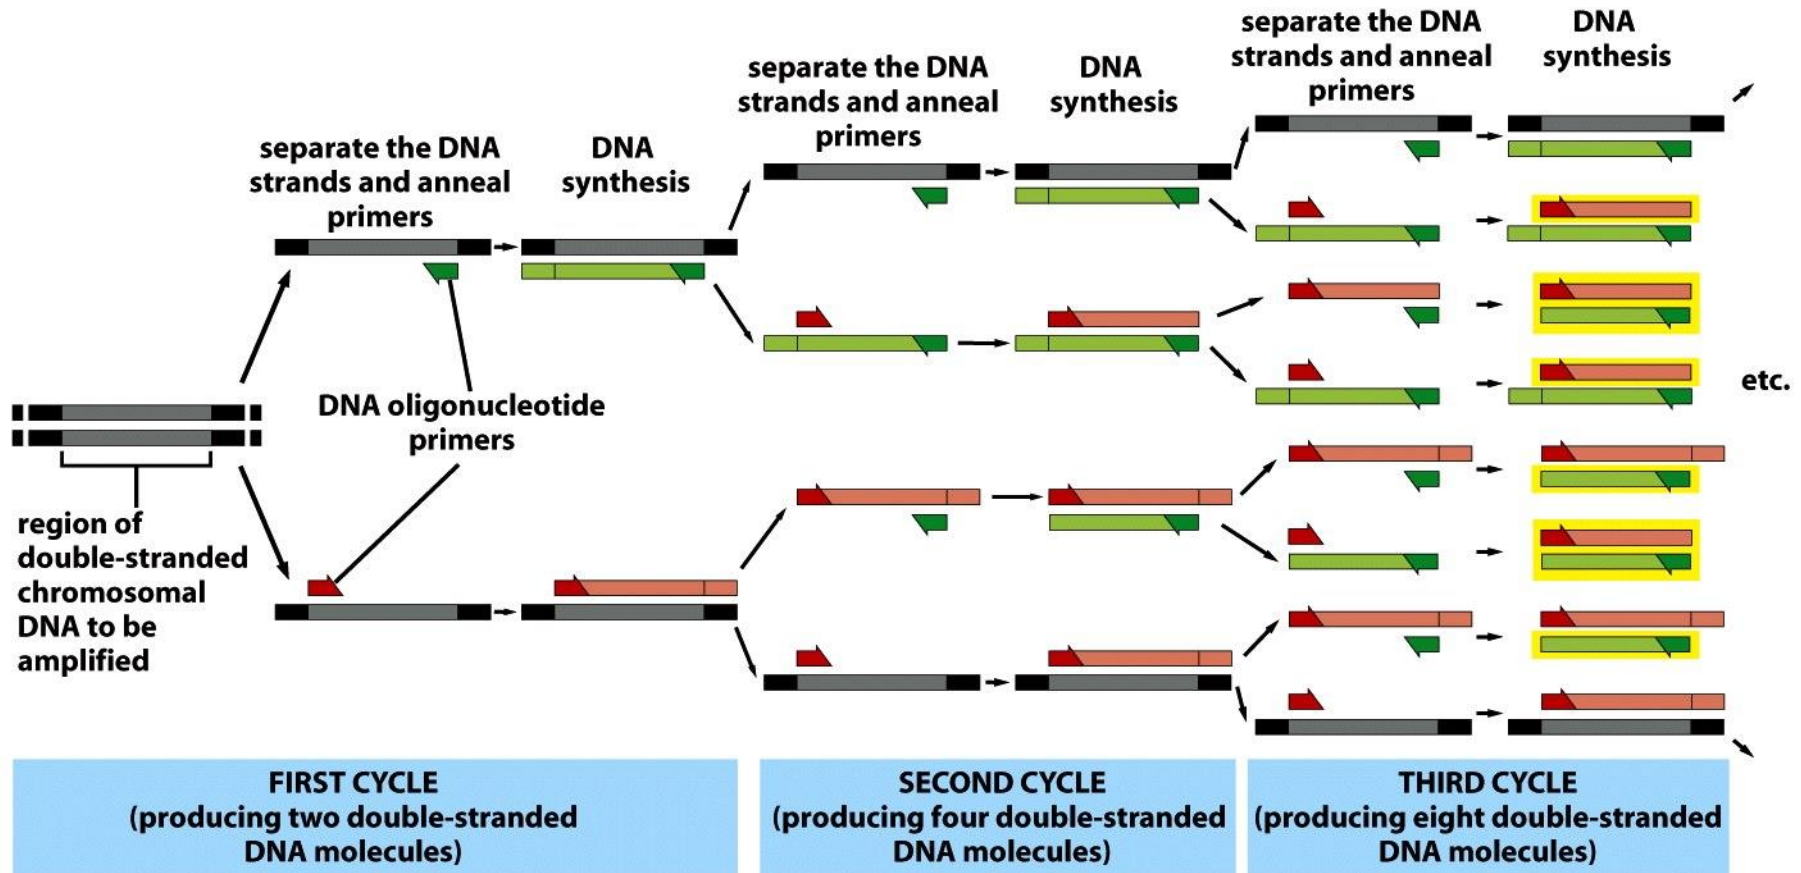 separate the DNA
strands and anneal
primers
DNA
synthesis
separate the DNA
strands and anneal
primers
DNA
synthesis
separate the DNA
strands and anneal
primers
DNA
synthesis
DNA oligonucleotide
primers
etc.
region of
double-stranded
chromosomal
DNA to be
amplified
FIRST CYCLE
(producing two double-stranded
DNA molecules)
SECOND CYCLE
(producing four double-stranded
DNA molecules)
THIRD CYCLE
(producing eight double-stranded
DNA molecules)